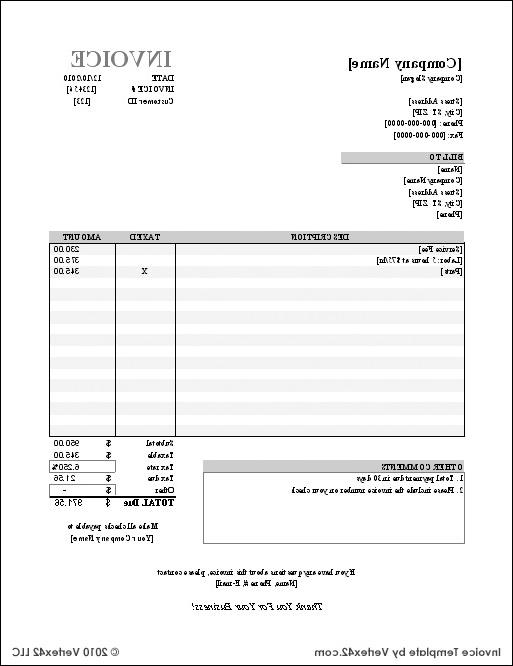 [Company Name]
[Company Slogan]
INVOICE
DATE 12/10/2010
INVOICE # [123454]
Customer ID [123]
[Street Address]
[City, ST ZIP]
Phone: [000-000-0000]
Fax: [000-000-0000]
BILL TO
[Name]
[Company Name]
[Street Address]
[City, ST ZIP]
[Phone]
DESCRIPTION TAXED AMOUNT
[Service Fee] 230.00
[Labor: 5 hours at $75/hr] 375.00
[Parts] X 345.00
Subtotal $ 950.00
Taxable $ 345.00
Tax rate 6.250%
Tax due $ 21.56
Other $ -
TOTAL Due $ 971.56
OTHER COMMENTS
1. Total payment due in 30 days
2. Please include the invoice number on your check
Make all checks payable to
[Your Company Name]
If you have any questions about this invoice, please contact
[Name, Phone #, E-mail]
Thank You For Your Business!
Invoice Template by Vertex42.com
© 2010 Vertex42 LLC